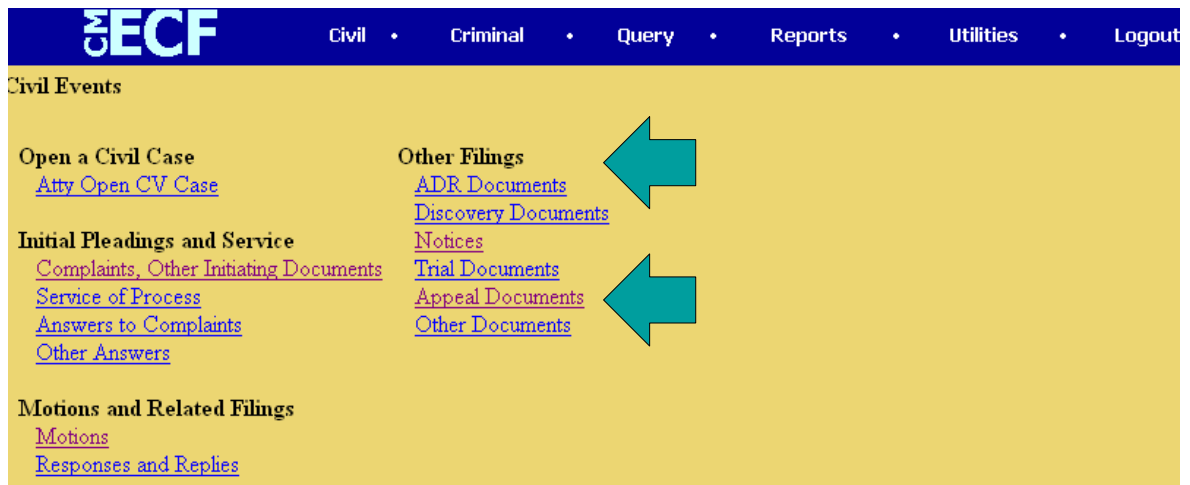 CM ECF Civil • Criminal • Query • Reports • Utilities • Logout
Civil Events
Open a Civil Case
Atty Open CV Case
Initial Pleadings and Service
Complaints, Other Initiating Documents
Service of Process
Answers to Complaints
Other Answers
Motions and Related Filings
Motions
Responses and Replies
Other Filings
ADR Documents
Discovery Documents
Notices
Trial Documents
Appeal Documents
Other Documents